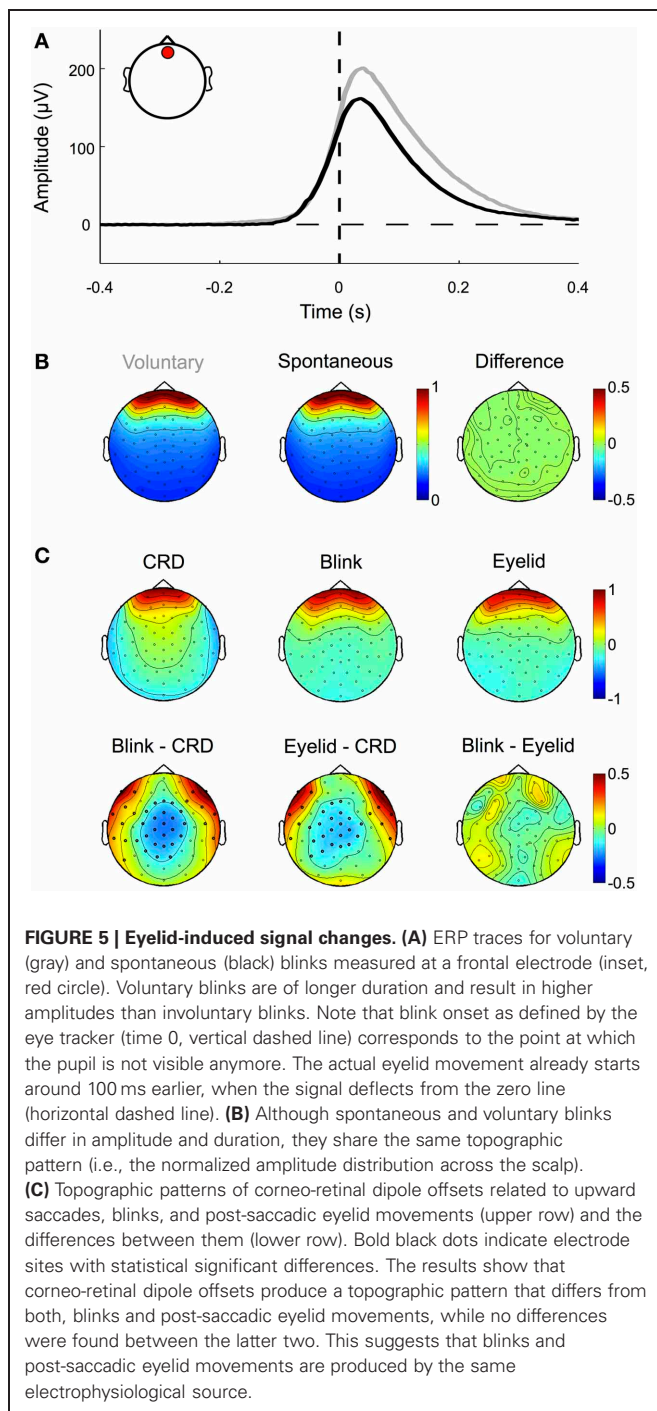 A
Amplitude (µV)
200
100
0
-0.4
-0.2
0
0.2
0.4
Time (s)
B
Voluntary
Spontaneous
Difference
1
0
0.5
0
-0.5
C
CRD
Blink
Eyelid
1
0
-1
Blink - CRD
Eyelid - CRD
Blink - Eyelid
0.5
0
-0.5
FIGURE 5 | Eyelid-induced signal changes. (A) ERP traces for voluntary
(gray) and spontaneous (black) blinks measured at a frontal electrode (inset,
red circle). Voluntary blinks are of longer duration and result in higher
amplitudes than involuntary blinks. Note that blink onset as defined by the
eye tracker (time 0, vertical dashed line) corresponds to the point at which
the pupil is not visible anymore. The actual eyelid movement already starts
around 100 ms earlier, when the signal deflects from the zero line
(horizontal dashed line). (B) Although spontaneous and voluntary blinks
differ in amplitude and duration, they share the same topographic
pattern (i.e., the normalized amplitude distribution across the scalp).
(C) Topographic patterns of corneo-retinal dipole offsets related to upward
saccades, blinks, and post-saccadic eyelid movements (upper row) and the
differences between them (lower row). Bold black dots indicate electrode
sites with statistical significant differences. The results show that
corneo-retinal dipole offsets produce a topographic pattern that differs from
both, blinks and post-saccadic eyelid movements, while no differences
were found between the latter two. This suggests that blinks and
post-saccadic eyelid movements are produced by the same
electrophysiological source.